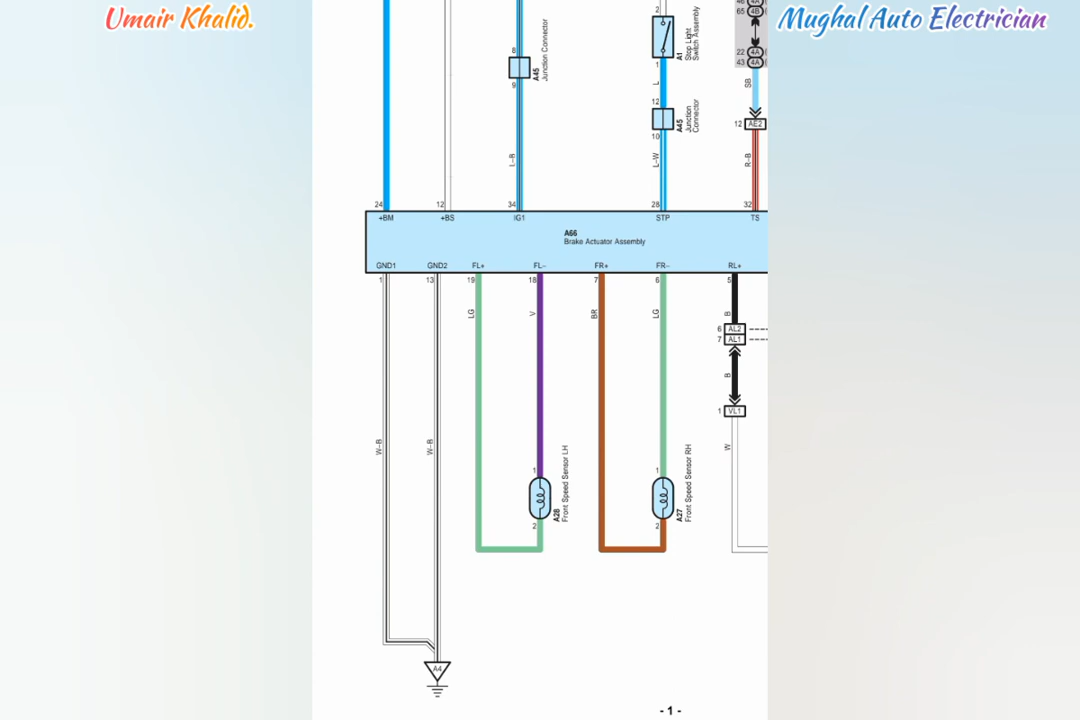 Umair Khalid.
Mughal Auto Electrician
2
A1
Stop Light
Switch Assembly
1
L
8
A45
Junction Connector
9
12
A45
Junction
Connector
10
65 4B
22 4A
43 4A
SB
12 AE2
L-B
L-W
R-B
24 12 34 28 32
+BM +BS IG1 STP TS
A66
Brake Actuator Assembly
GND1 GND2 FL+ FL- FR+ FR- RL+
1 13 19 18 7 6 5
LG V BR LG B
6 AL2
7 AL1
B
1 VL1
W-B W-B W
1
A28
Front Speed Sensor LH
2
1
A27
Front Speed Sensor RH
2
A4
- 1 -